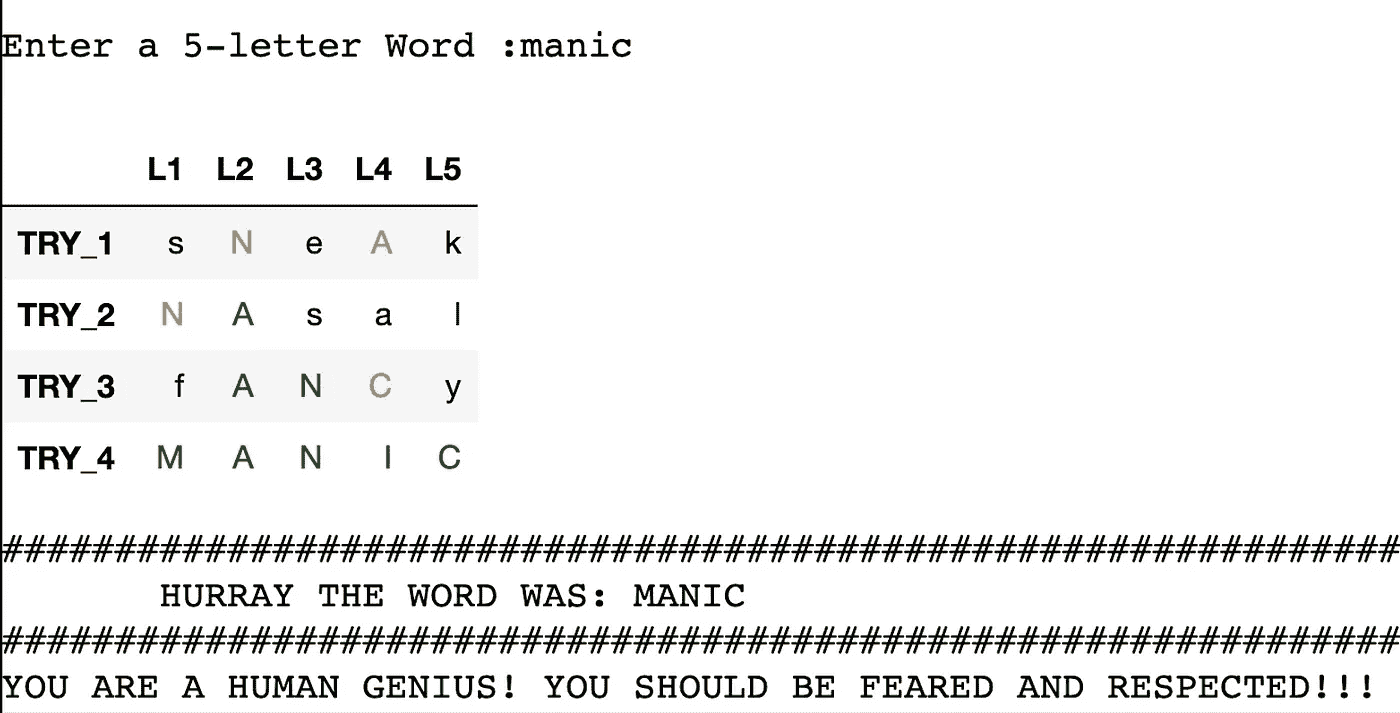 Enter a 5-letter Word :manic
L1 L2 L3 L4 L5
TRY_1 s N e A k
TRY_2 N A s a l
TRY_3 f A N C y
TRY_4 M A N I C
##############################################################
HURRAY THE WORD WAS: MANIC
##############################################################
YOU ARE A HUMAN GENIUS! YOU SHOULD BE FEARED AND RESPECTED!!!